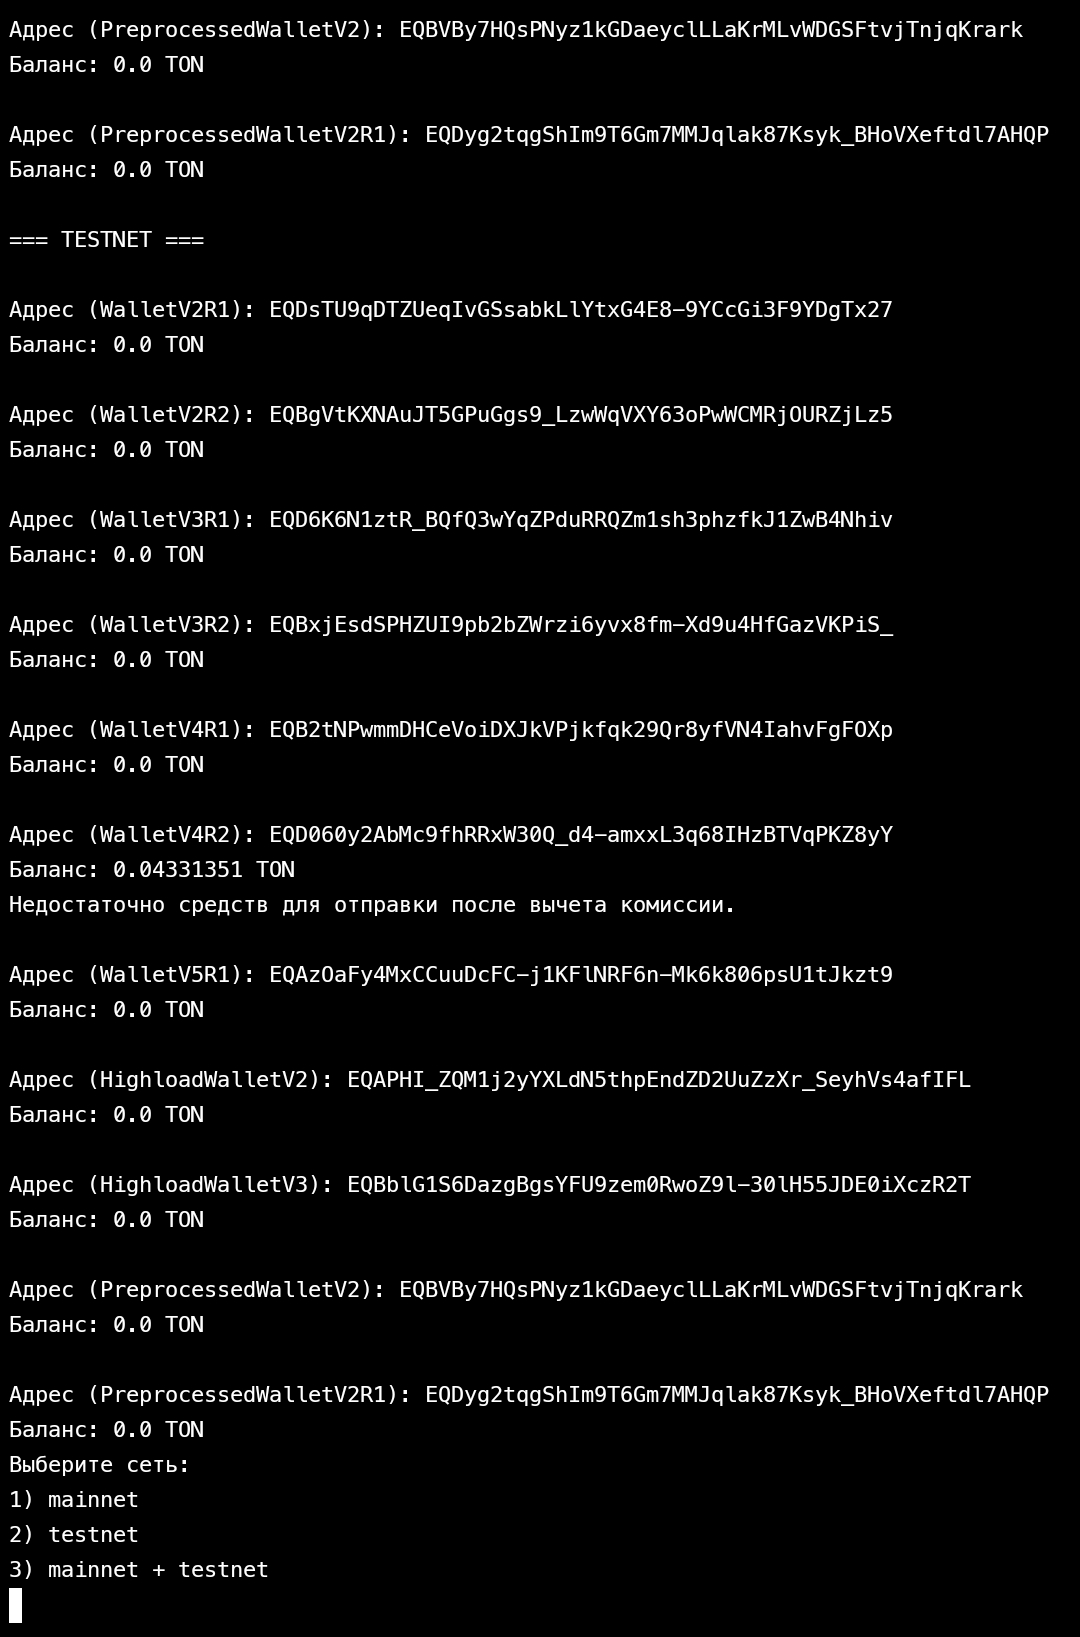 Адрес (PreprocessedWalletV2): EQBVBy7HQsPNyz1kGDaeyclLLaKrMLvWDGSFtvjTnjqKrark
Баланс: 0.0 TON
Адрес (PreprocessedWalletV2R1): EQDyg2tqgShIm9T6Gm7MMJqlak87Ksyk_BHoVXeftdl7AHQP
Баланс: 0.0 TON
=== TESTNET ===
Адрес (WalletV2R1): EQDsTU9qDTZUeqIvGSsabkLlYtxG4E8-9YCcGi3F9YDgTx27
Баланс: 0.0 TON
Адрес (WalletV2R2): EQBgVtKXNAuJT5GPuGgs9_LzwWqVXY63oPwWCMRjOURZjLz5
Баланс: 0.0 TON
Адрес (WalletV3R1): EQD6K6N1ztR_BQfQ3wYqZPduRRQZm1sh3phzfkJ1ZwB4Nhiv
Баланс: 0.0 TON
Адрес (WalletV3R2): EQBxjEsdSPHZUI9pb2bZWrzi6yvx8fm-Xd9u4HfGazVKPiS_
Баланс: 0.0 TON
Адрес (WalletV4R1): EQB2tNPwmmDHCeVoiDXJkVPjkfqk29Qr8yfVN4IahvFgFOXp
Баланс: 0.0 TON
Адрес (WalletV4R2): EQD060y2AbMc9fhRRxW30Q_d4-amxxL3q68IHzBTVqPKZ8yY
Баланс: 0.04331351 TON
Недостаточно средств для отправки после вычета комиссии.
Адрес (WalletV5R1): EQAzOaFy4MxCCuuDcFC-j1KFlNRF6n-Mk6k806psU1tJkzt9
Баланс: 0.0 TON
Адрес (HighloadWalletV2): EQAPHI_ZQM1j2yYXLdN5thpEndZD2UuZzXr_SeyhVs4afIFL
Баланс: 0.0 TON
Адрес (HighloadWalletV3): EQBblG1S6DazgBgsYFU9zem0RwoZ9l-30lH55JDE0iXczR2T
Баланс: 0.0 TON
Адрес (PreprocessedWalletV2): EQBVBy7HQsPNyz1kGDaeyclLLaKrMLvWDGSFtvjTnjqKrark
Баланс: 0.0 TON
Адрес (PreprocessedWalletV2R1): EQDyg2tqgShIm9T6Gm7MMJqlak87Ksyk_BHoVXeftdl7AHQP
Баланс: 0.0 TON
Выберите сеть:
1) mainnet
2) testnet
3) mainnet + testnet